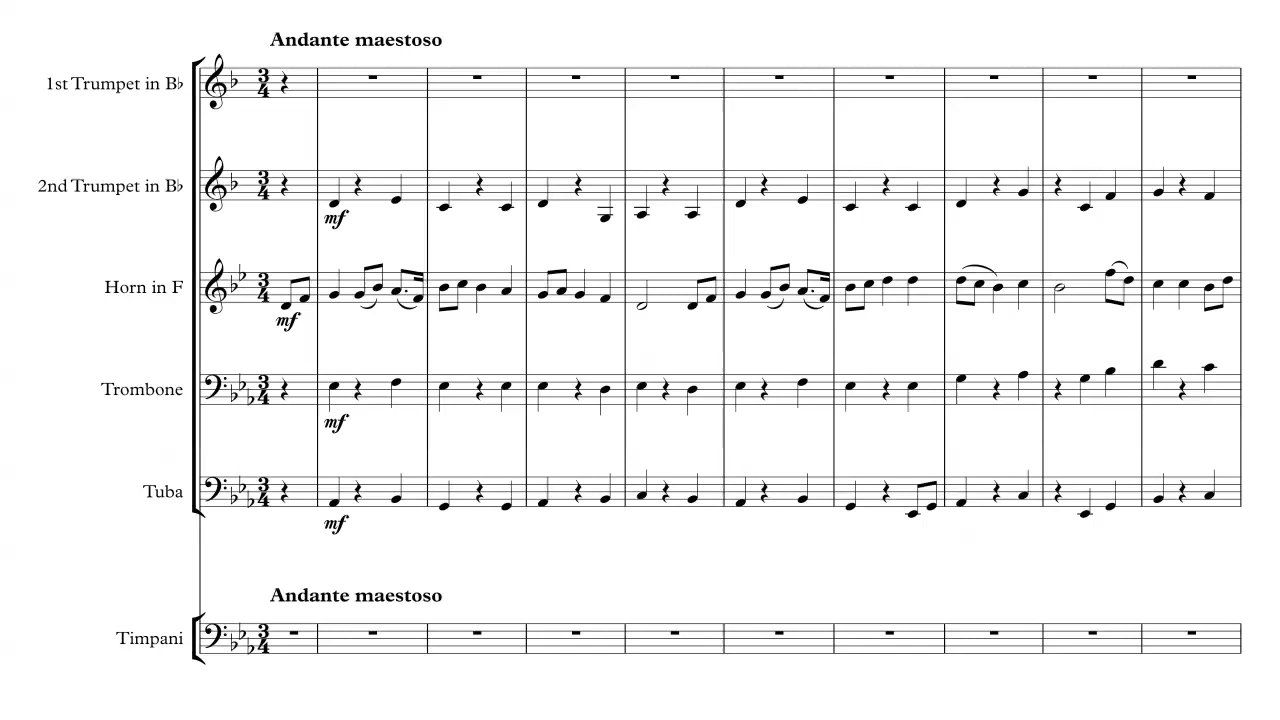 Andante maestoso
1st Trumpet in B♭
2nd Trumpet in B♭
mf
Horn in F
mf
Trombone
mf
Tuba
mf
Andante maestoso
Timpani